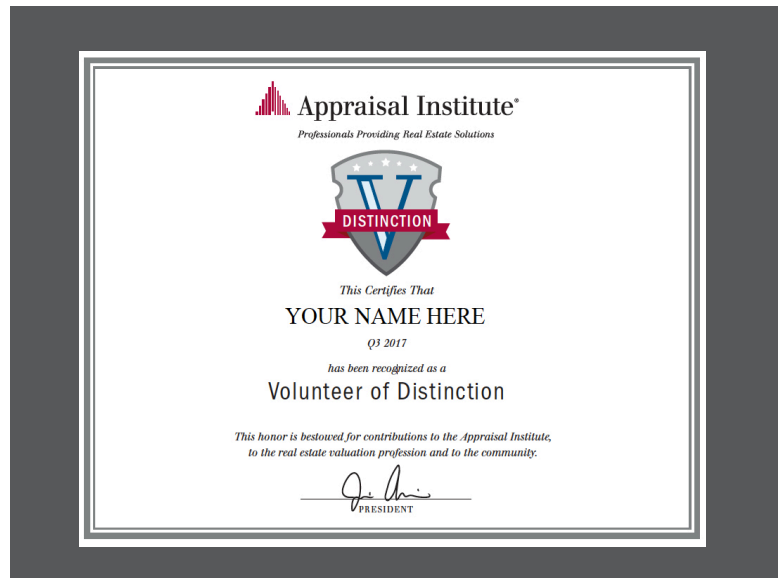 Appraisal Institute®
Professionals Providing Real Estate Solutions
V
DISTINCTION
This Certifies That
YOUR NAME HERE
Q3 2017
has been recognized as a
Volunteer of Distinction
This honor is bestowed for contributions to the Appraisal Institute,
to the real estate valuation profession and to the community.
PRESIDENT